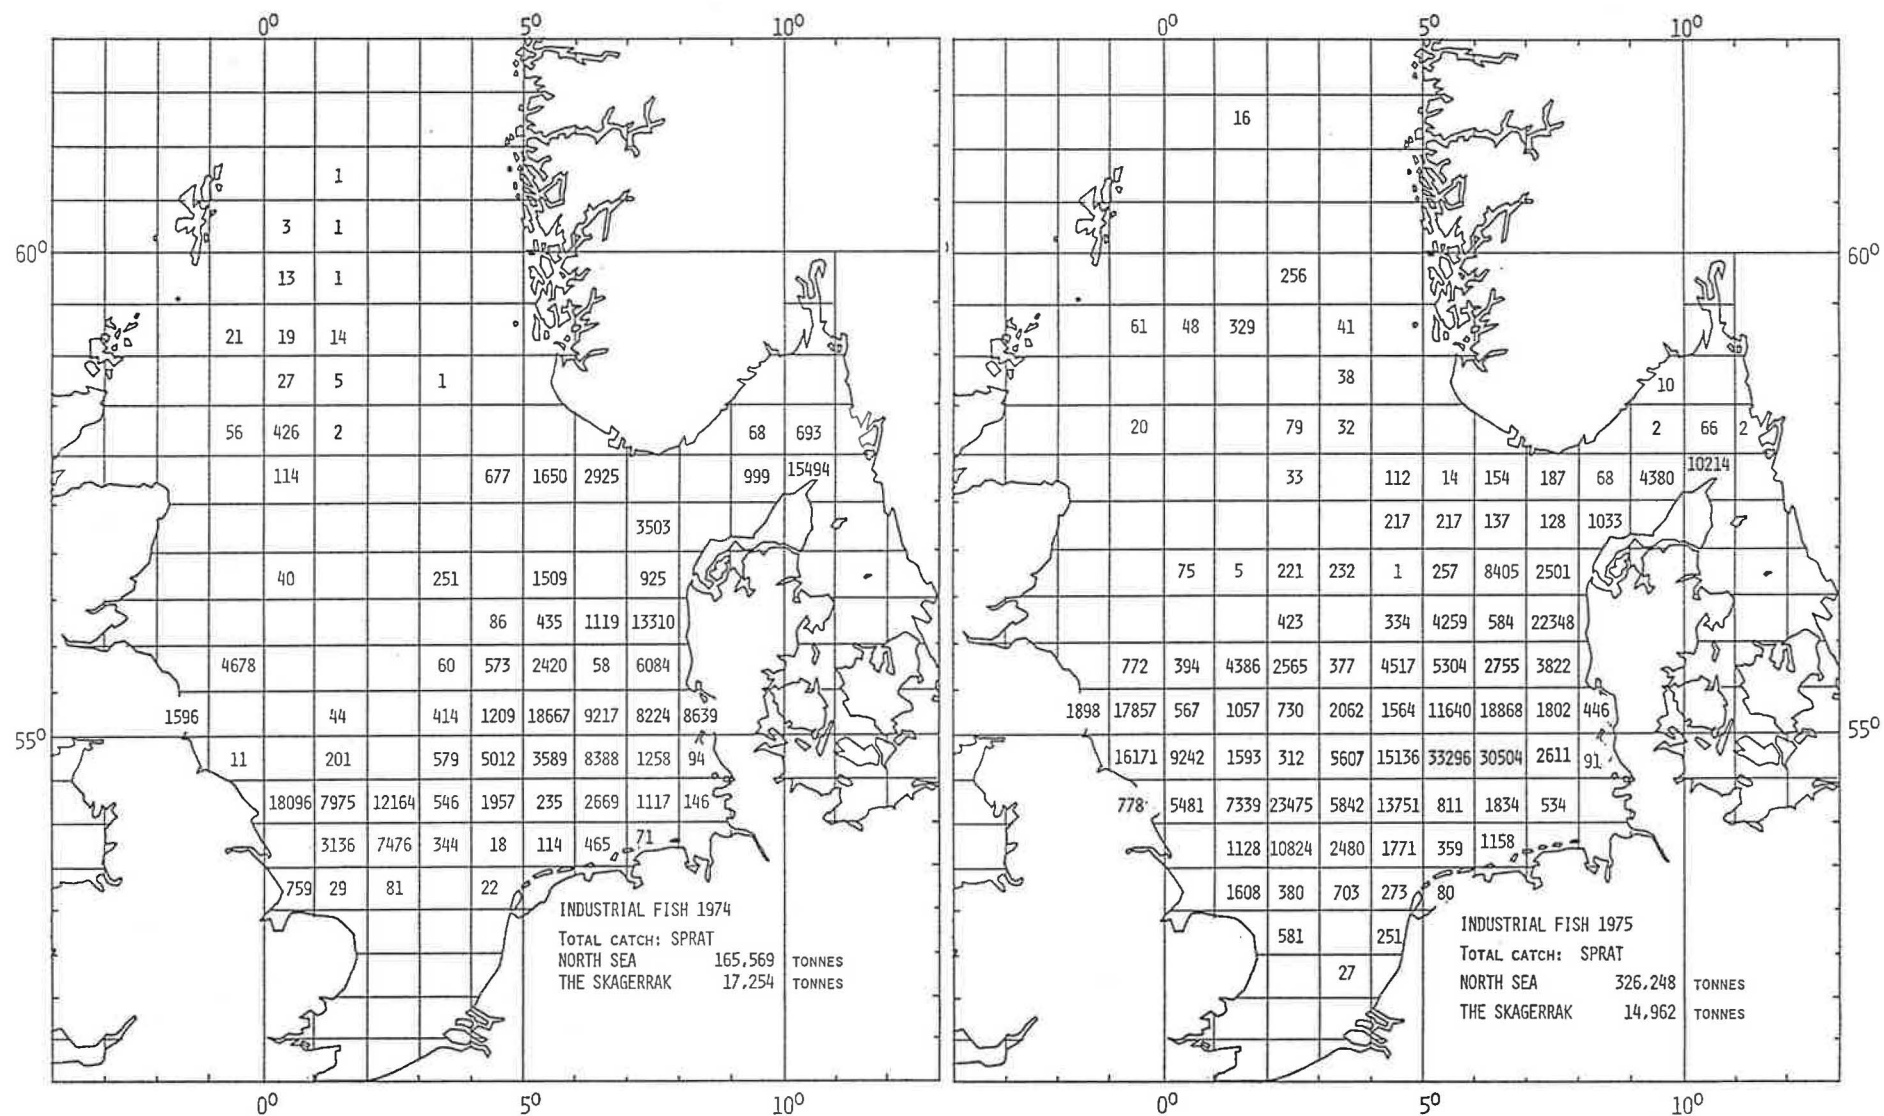 0° 5° 10°
1
3 1
60°
13 1
21 19 14
27 5 1
56 426 2 68 693
114 677 1650 2925 999 15494
3503
40 251 1509 925
86 435 1119 13310
4678 60 573 2420 58 6084
1596 44 414 1209 18667 9217 8224 8639
55°
11 201 579 5012 3589 8388 1258 94
18096 7975 12164 546 1957 235 2669 1117 146
3136 7476 344 18 114 465 71
759 29 81 22
INDUSTRIAL FISH 1974
TOTAL CATCH: SPRAT
NORTH SEA 165,569 TONNES
THE SKAGERRAK 17,254 TONNES
0° 5° 10°
0° 5° 10°
16
60°
256
61 48 329 41
38 10
20 79 32 2 66 2
33 112 14 154 187 68 4380 10214
217 217 137 128 1033
75 5 221 232 1 257 8405 2501
423 334 4259 584 22348
772 394 4386 2565 377 4517 5304 2755 3822
1898 17857 567 1057 730 2062 1564 11640 18868 1802 446
55°
16171 9242 1593 312 5607 15136 33296 30504 2611 91
778 5481 7339 23475 5842 13751 811 1834 534
1128 10824 2480 1771 359 1158
1608 380 703 273 80
581 251
27
INDUSTRIAL FISH 1975
TOTAL CATCH: SPRAT
NORTH SEA 326,248 TONNES
THE SKAGERRAK 14,962 TONNES
0° 5° 10°